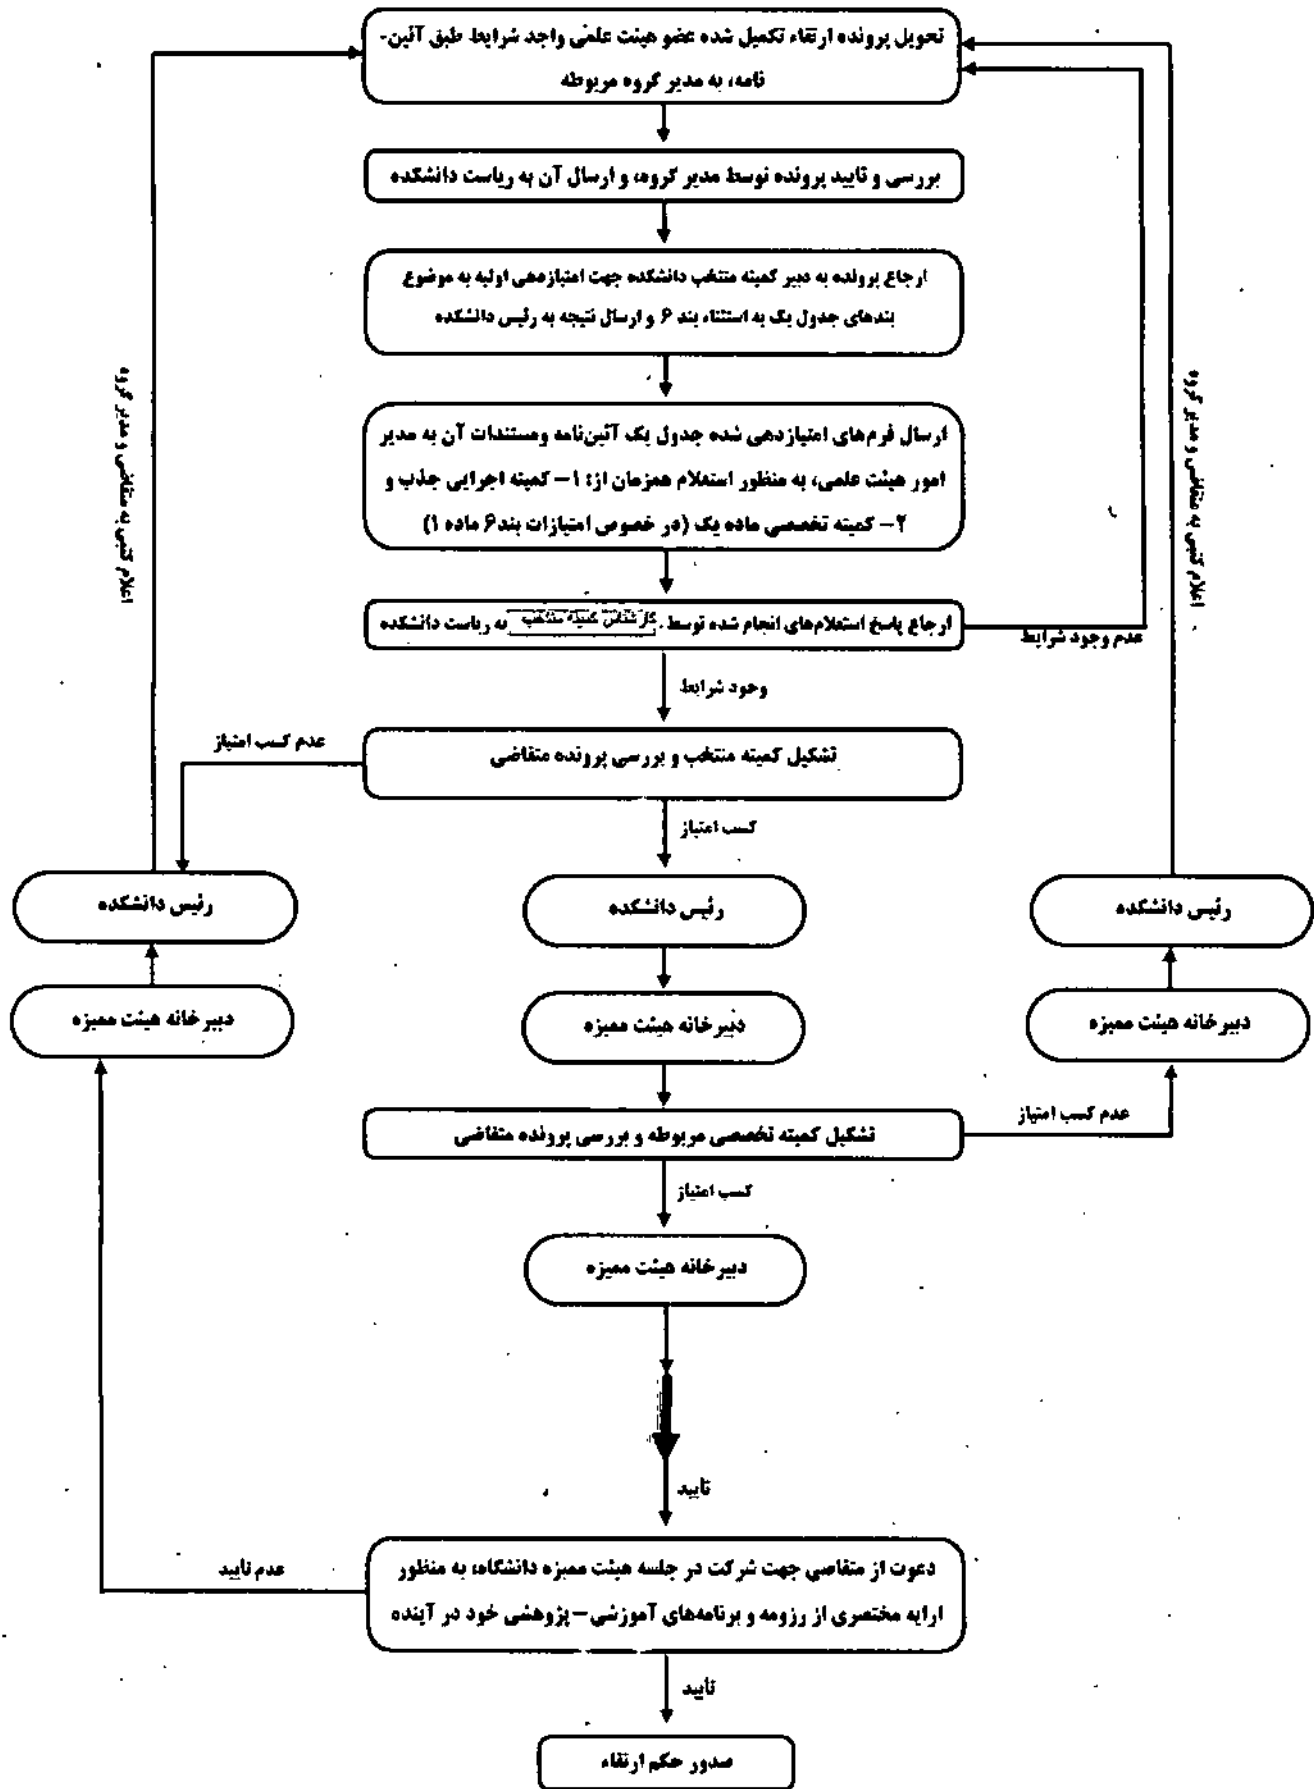 تحویل پرونده ارتقاء تکمیل شده عضو هیئت علمی واجد شرایط طبق آئین-
نامه، به مدیر گروه مربوطه
بررسی و تایید پرونده توسط مدیر گروه، و ارسال آن به ریاست دانشکده
ارجاع پرونده به دبیر کمیته منتخب دانشکده جهت امتیازدهی اولیه به موضوع
بندهای جدول یک به استثناء بند ۶ و ارسال نتیجه به رئیس دانشکده
ارسال فرم‌های امتیازدهی شده جدول یک آئین‌نامه ومستندات آن به مدیر
امور هیئت علمی، به منظور استعلام همزمان از: ۱- کمیته اجرایی جذب و
۲- کمیته تخصصی ماده یک (در خصوص امتیازات بند ۶ ماده ۱)
ارجاع پاسخ استعلام‌های انجام شده توسط کارشناس کمیته منتخب به ریاست دانشکده
عدم وجود شرایط
وجود شرایط
تشکیل کمیته منتخب و بررسی پرونده متقاضی
عدم کسب امتیاز
کسب امتیاز
اعلام کتبی به متقاضی و مدیر گروه
اعلام کتبی به متقاضی و مدیر گروه
رئیس دانشکده
رئیس دانشکده
رئیس دانشکده
دبیرخانه هیئت ممیزه
دبیرخانه هیئت ممیزه
دبیرخانه هیئت ممیزه
تشکیل کمیته تخصصی مربوطه و بررسی پرونده متقاضی
عدم کسب امتیاز
کسب امتیاز
دبیرخانه هیئت ممیزه
تایید
دعوت از متقاضی جهت شرکت در جلسه هیئت ممیزه دانشگاه، به منظور
ارایه مختصری از رزومه و برنامه‌های آموزشی-پژوهشی خود در آینده
عدم تایید
تایید
صدور حکم ارتقاء